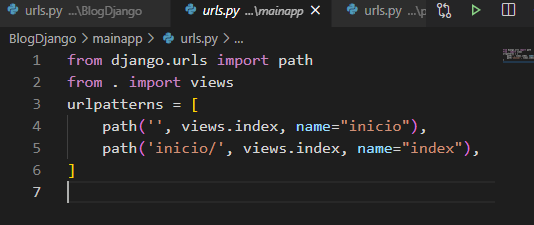 urls.py ...\BlogDjango
urls.py ...\mainapp
urls.py ...\p
BlogDjango > mainapp > urls.py > ...
1 from django.urls import path
2 from . import views
3 urlpatterns = [
4 path('', views.index, name="inicio"),
5 path('inicio/', views.index, name="index"),
6 ]
7